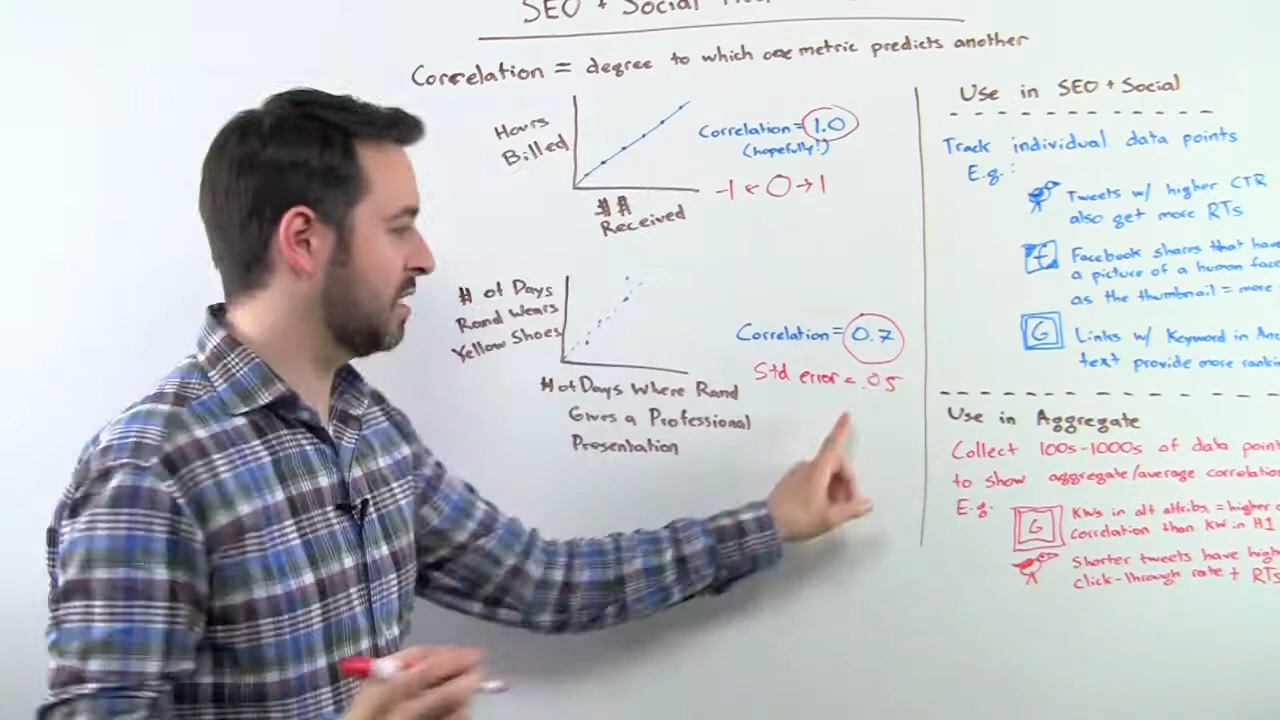 SEO + Social
Correlation = degree to which one metric predicts another
Hours
Billed
$$
Received
Correlation = 1.0
(hopefully!)
-1 ← 0 → 1
# of Days
Rand Wears
Yellow Shoes
# of Days Where Rand
Gives a Professional
Presentation
Correlation = 0.7
Std error = .05
Use in SEO + Social
Track individual data points
E.g.:
Tweets w/ higher CTR
also get more RTs
f
Facebook shares that have
a picture of a human face
as the thumbnail = more
G
Links w/ Keyword in
text provide more
Use in Aggregate
Collect 100s-1000s of data
to show aggregate/average
E.g.
G
KWs in alt attribs = higher
correlation than KW in H1
Shorter tweets have
click-through rate + RTs